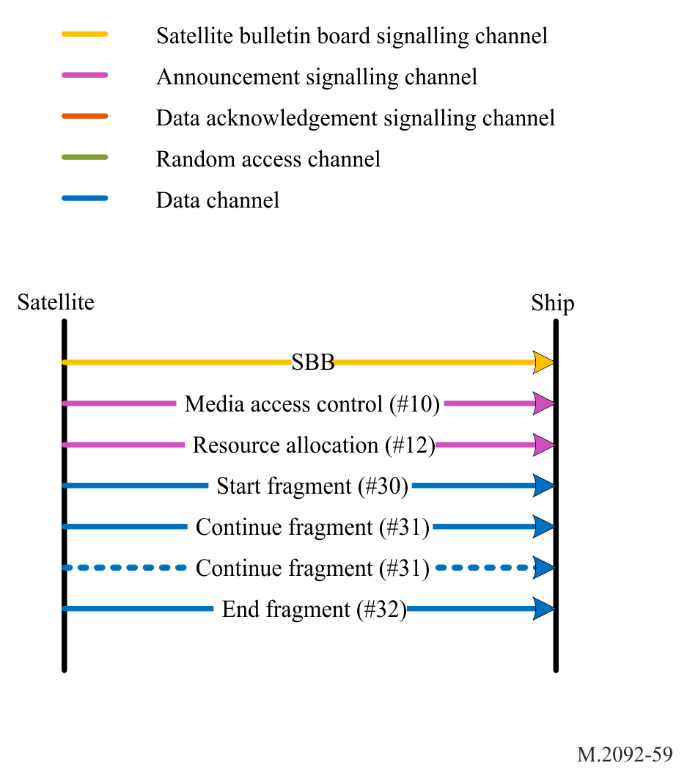 Satellite bulletin board signalling channel
Announcement signalling channel
Data acknowledgement signalling channel
Random access channel
Data channel
Satellite
Ship
SBB
Media access control (#10)
Resource allocation (#12)
Start fragment (#30)
Continue fragment (#31)
Continue fragment (#31)
End fragment (#32)
M.2092-59